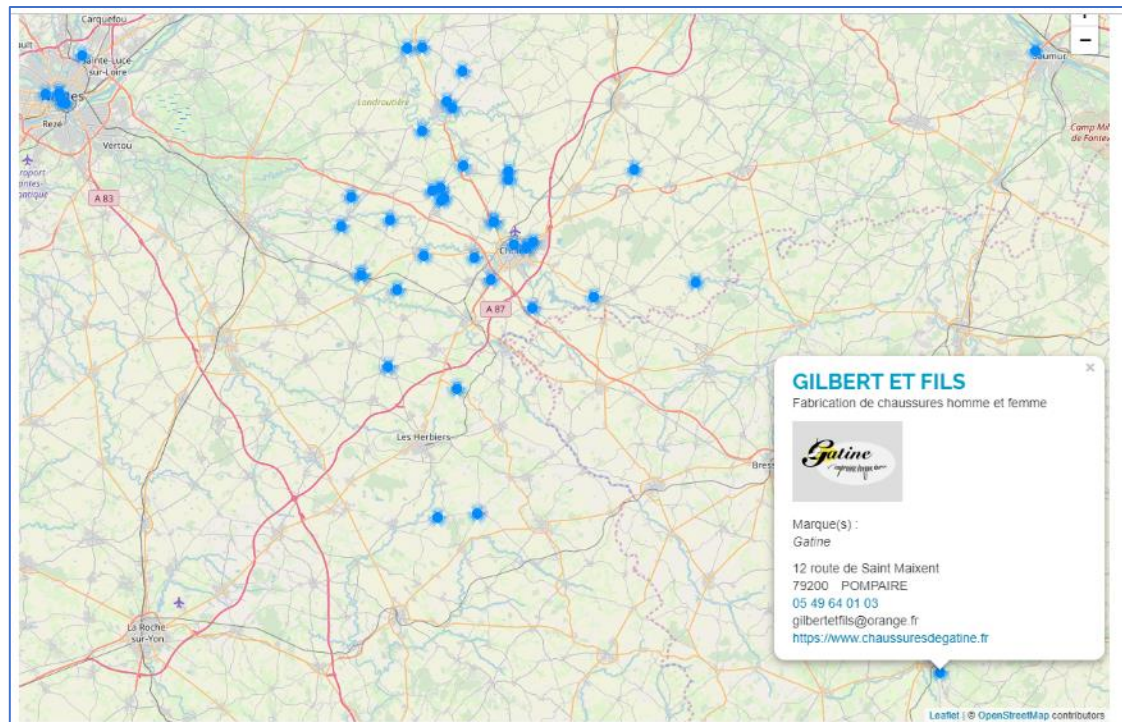 Carquefou
Sainte-Luce-
sur-Loire
Rezé
Vertou
A 83
Landroutière
Saumur
A 87
Les Herbiers
La Roche-
sur-Yon
Bress
−
×
GILBERT ET FILS
Fabrication de chaussures homme et femme
Gatine
Marque(s) :
Gatine
12 route de Saint Maixent
79200 POMPAIRE
05 49 64 01 03
gilbertetfils@orange.fr
https://www.chaussuresdegatine.fr
Leaflet | © OpenStreetMap contributors